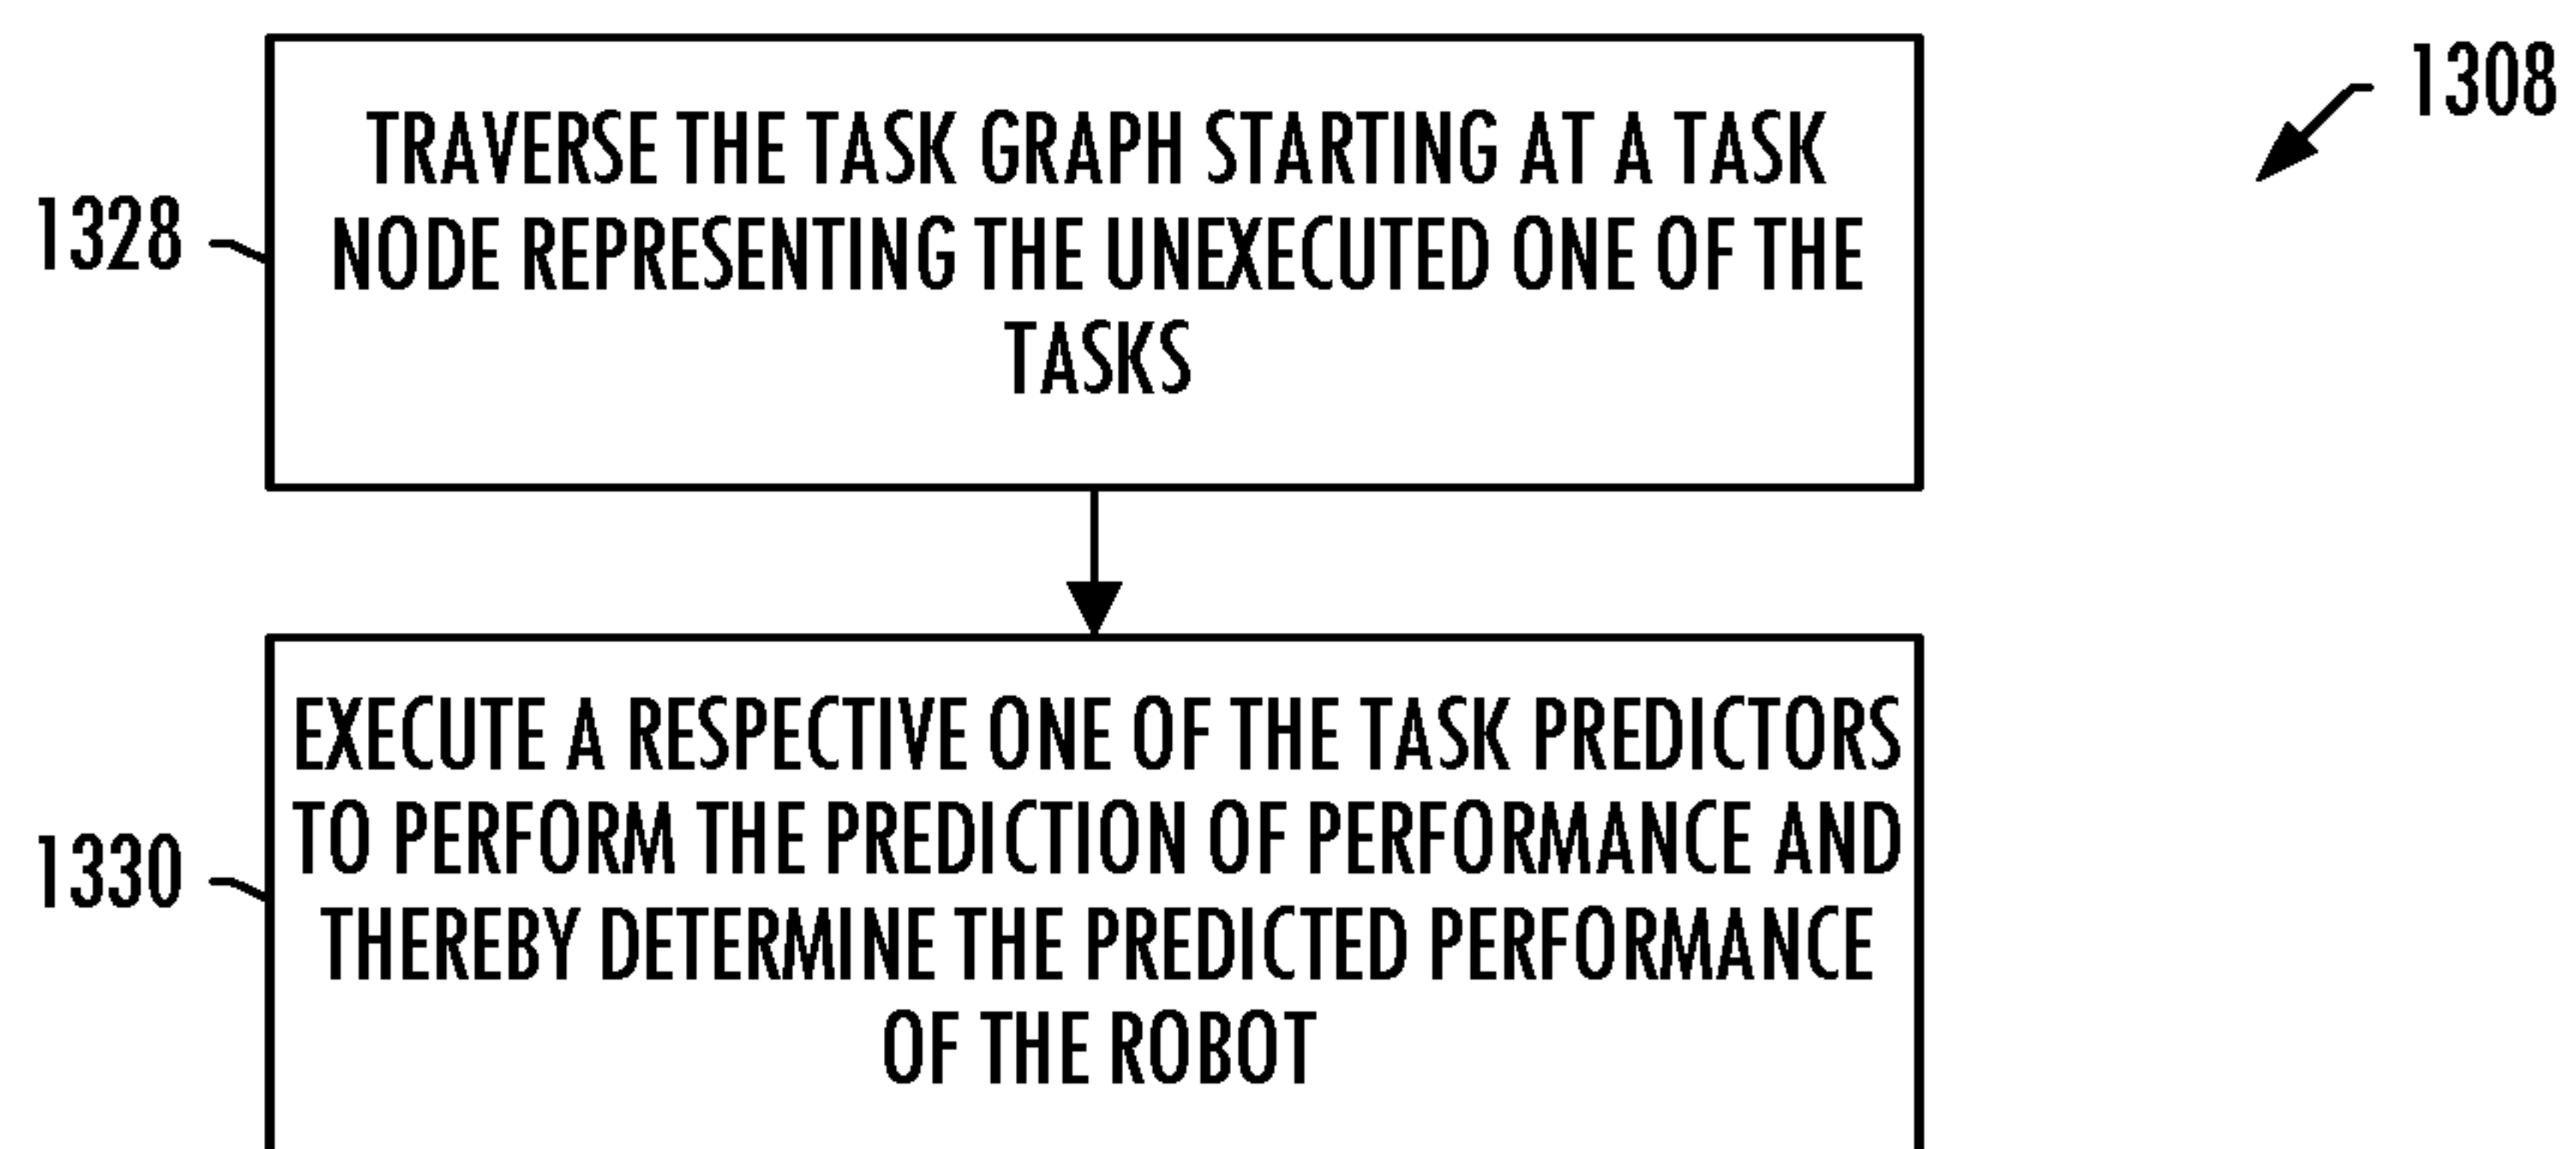 1308
TRAVERSE THE TASK GRAPH STARTING AT A TASK
NODE REPRESENTING THE UNEXECUTED ONE OF THE
TASKS
1328
EXECUTE A RESPECTIVE ONE OF THE TASK PREDICTORS
TO PERFORM THE PREDICTION OF PERFORMANCE AND
THEREBY DETERMINE THE PREDICTED PERFORMANCE
OF THE ROBOT
1330